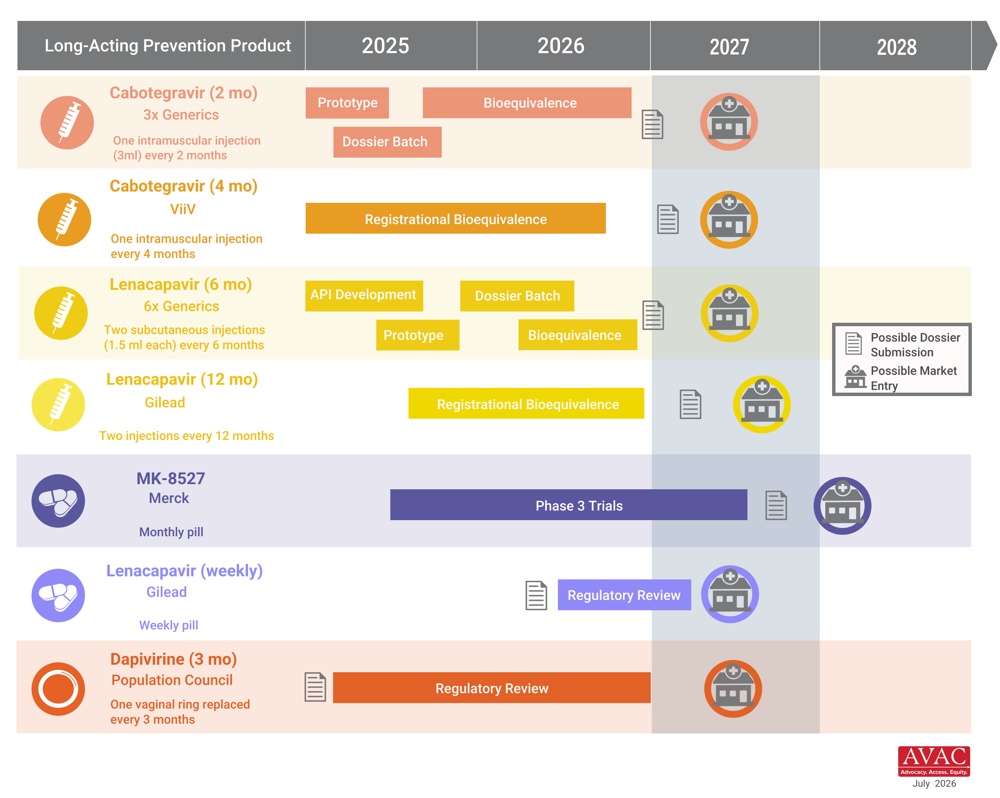 Long-Acting Prevention Product
2025
2026
2027
2028
Cabotegravir (2 mo)
3x Generics
One intramuscular injection
(3ml) every 2 months
Prototype
Bioequivalence
Dossier Batch
Cabotegravir (4 mo)
ViiV
One intramuscular injection
every 4 months
Registrational Bioequivalence
Lenacapavir (6 mo)
6x Generics
Two subcutaneous injections
(1.5 ml each) every 6 months
API Development
Dossier Batch
Prototype
Bioequivalence
Possible Dossier
Submission
Possible Market
Entry
Lenacapavir (12 mo)
Gilead
Two injections every 12 months
Registrational Bioequivalence
MK-8527
Merck
Monthly pill
Phase 3 Trials
Lenacapavir (weekly)
Gilead
Weekly pill
Regulatory Review
Dapivirine (3 mo)
Population Council
One vaginal ring replaced
every 3 months
Regulatory Review
AVAC
Advocacy. Access. Equity.
July 2026